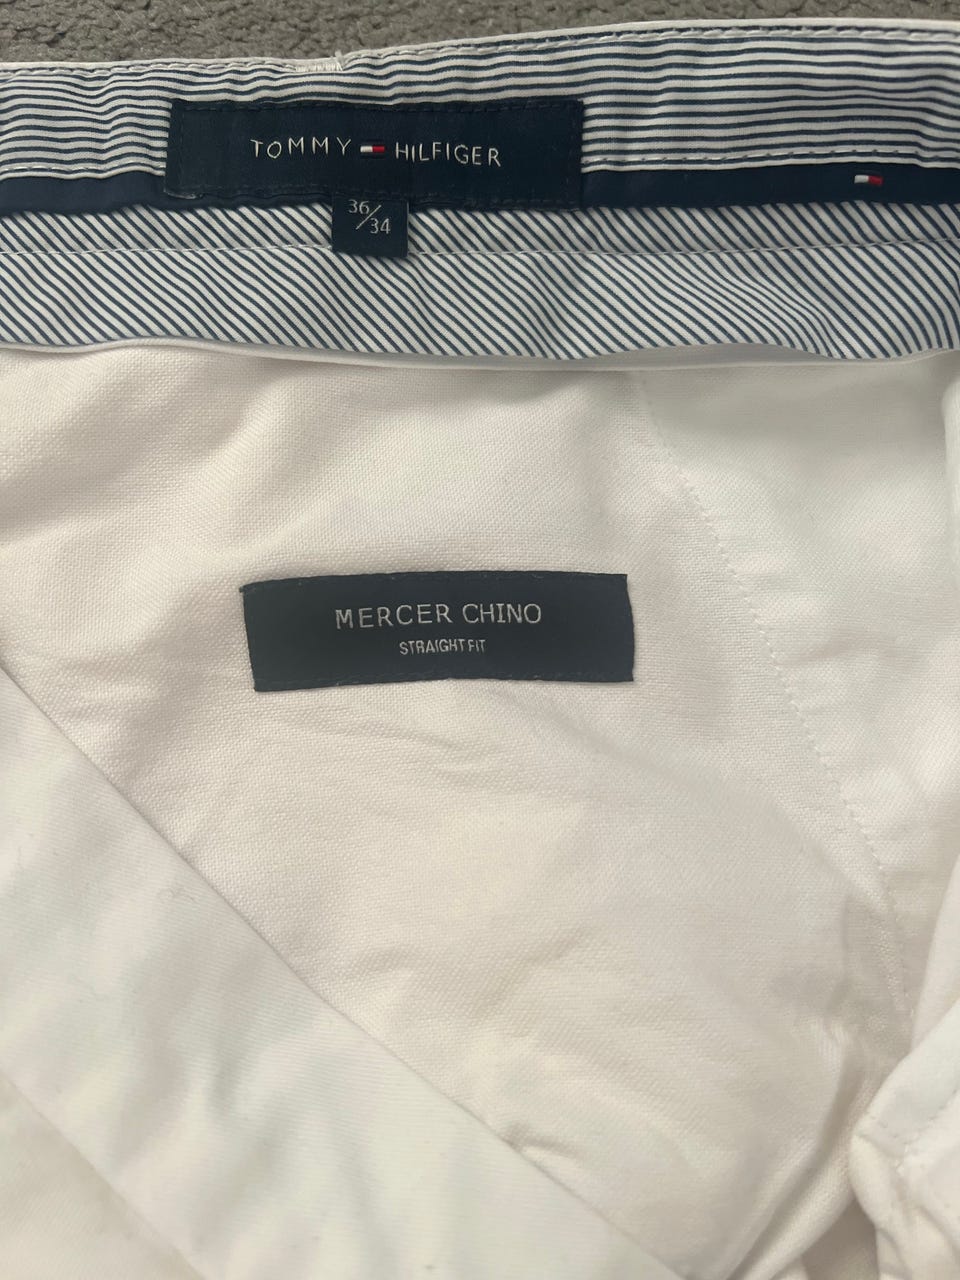 TOMMY HILFIGER
36/34
MERCER CHINO
STRAIGHT FIT